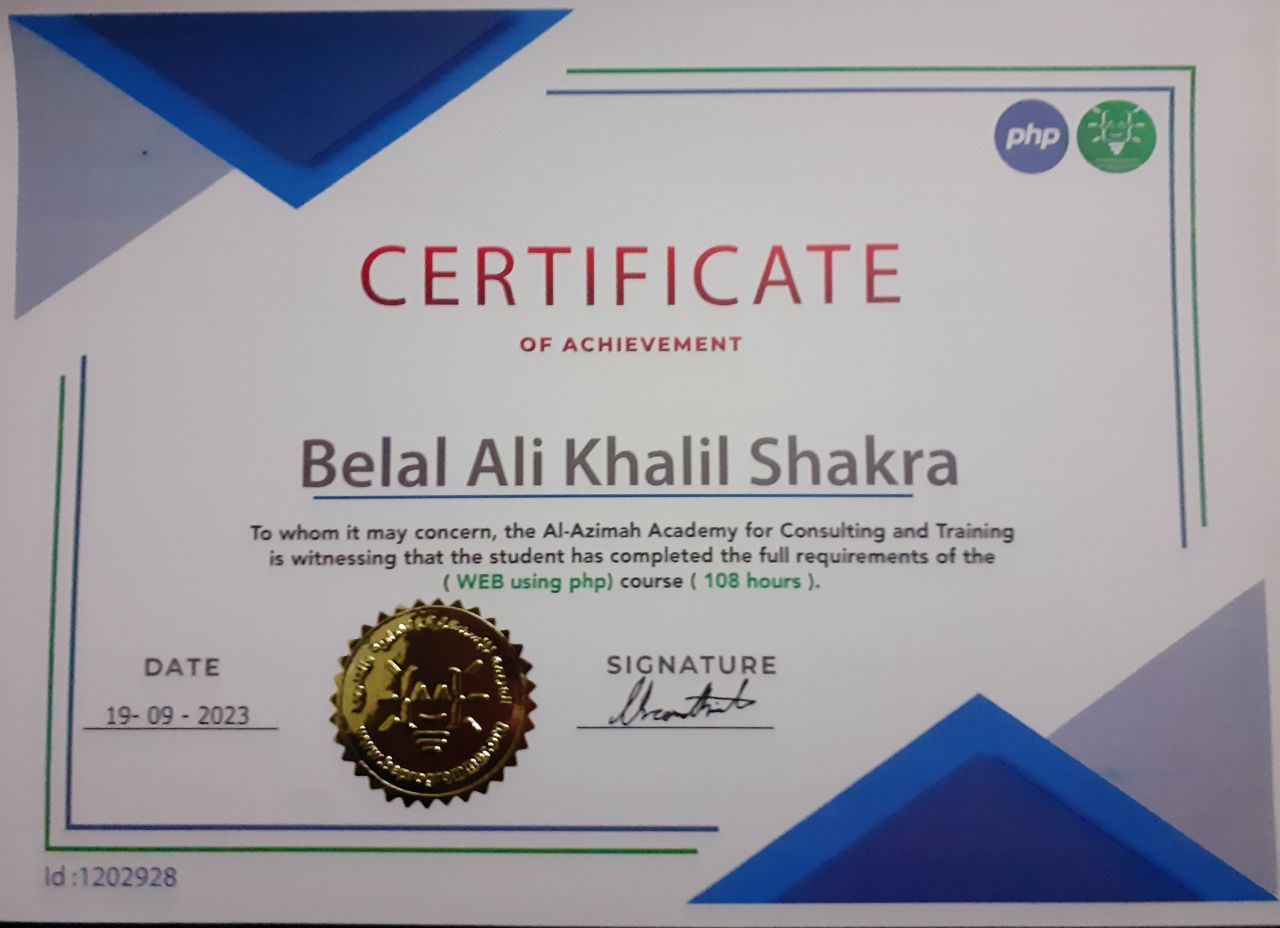 php
CERTIFICATE
OF ACHIEVEMENT
Belal Ali Khalil Shakra
To whom it may concern, the Al-Azimah Academy for Consulting and Training
is witnessing that the student has completed the full requirements of the
( WEB using php) course ( 108 hours ).
DATE
19- 09 - 2023
SIGNATURE
Id :1202928